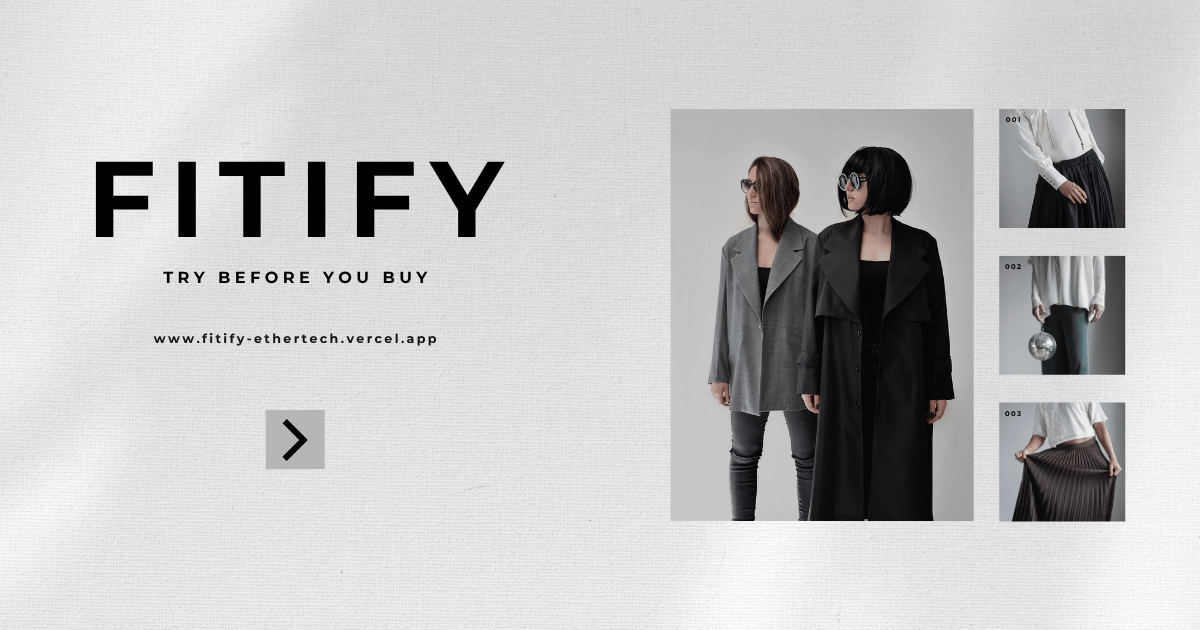 FITIFY
TRY BEFORE YOU BUY
www.fitify-ethertech.vercel.app
001
002
003